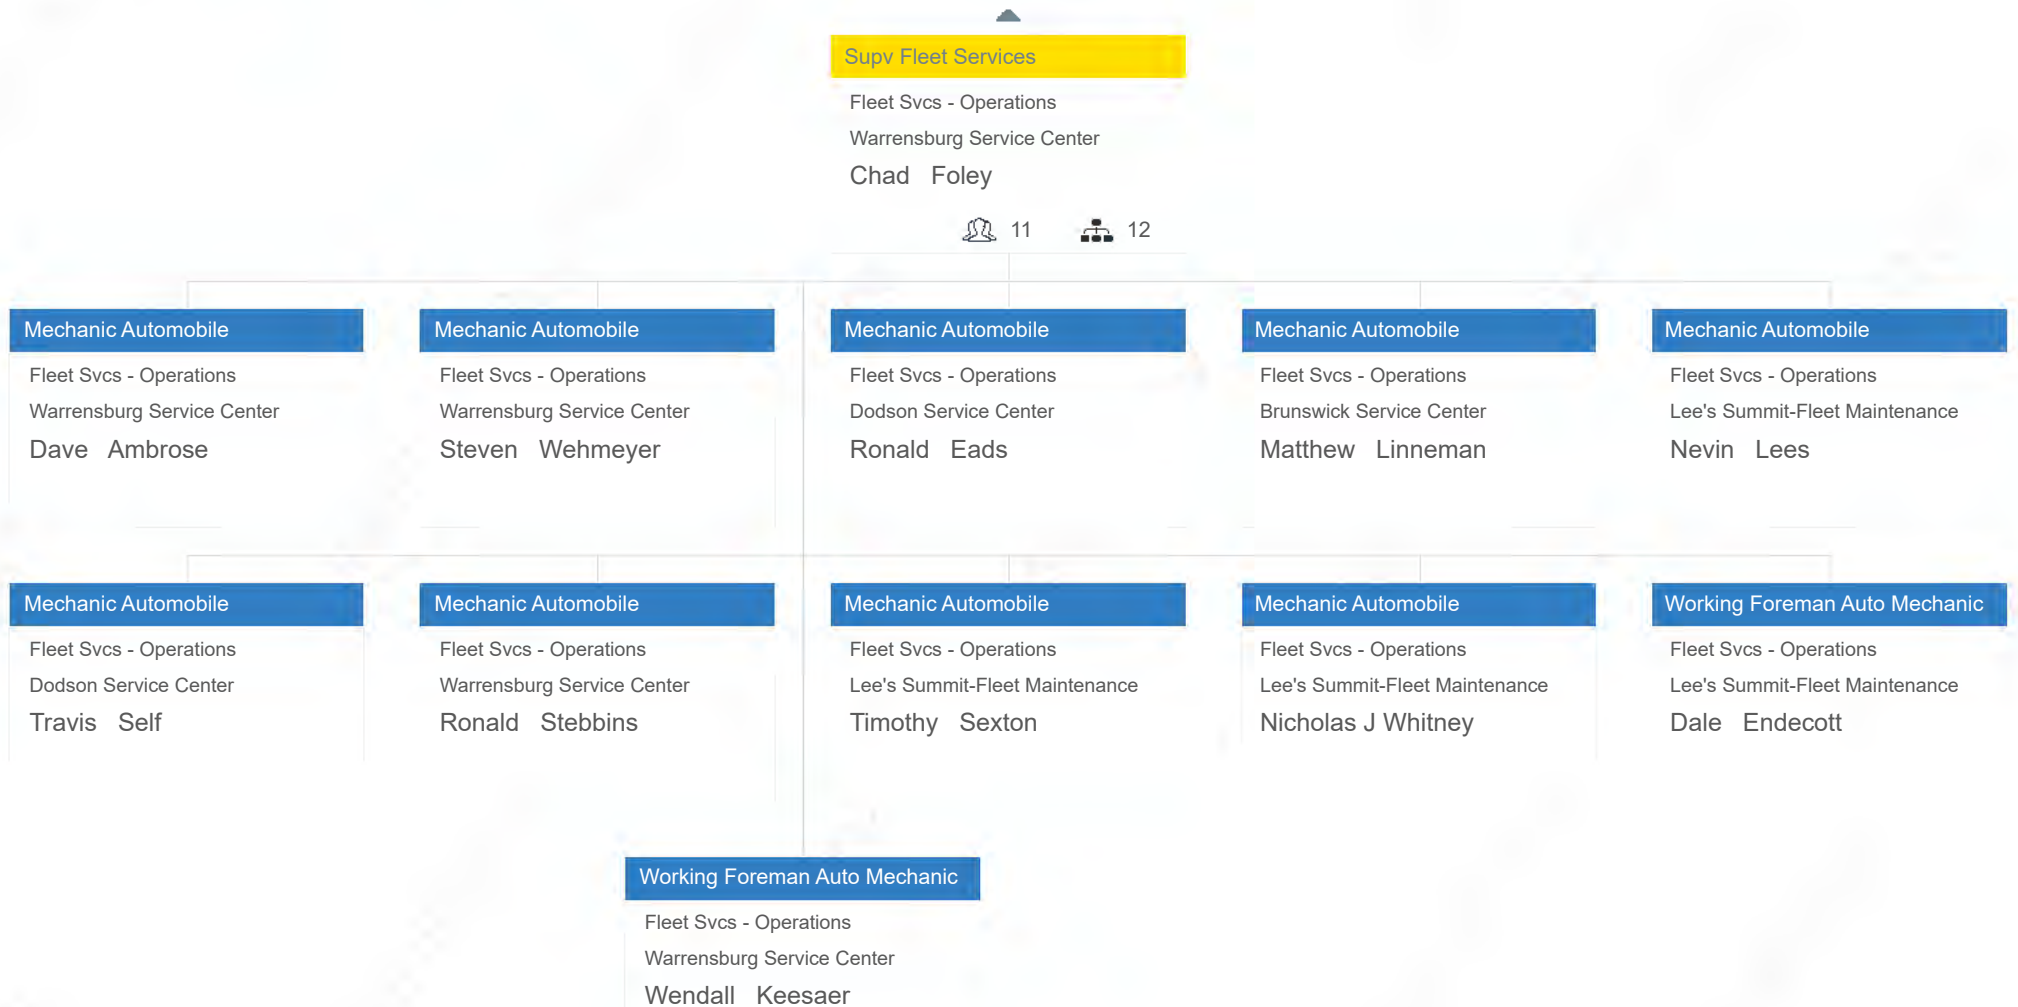 Supv Fleet Services
Fleet Svcs - Operations
Warrensburg Service Center
Chad Foley
11 12
Mechanic Automobile
Fleet Svcs - Operations
Warrensburg Service Center
Dave Ambrose
Mechanic Automobile
Fleet Svcs - Operations
Warrensburg Service Center
Steven Wehmeyer
Mechanic Automobile
Fleet Svcs - Operations
Dodson Service Center
Ronald Eads
Mechanic Automobile
Fleet Svcs - Operations
Brunswick Service Center
Matthew Linneman
Mechanic Automobile
Fleet Svcs - Operations
Lee's Summit-Fleet Maintenance
Nevin Lees
Mechanic Automobile
Fleet Svcs - Operations
Dodson Service Center
Travis Self
Mechanic Automobile
Fleet Svcs - Operations
Warrensburg Service Center
Ronald Stebbins
Mechanic Automobile
Fleet Svcs - Operations
Lee's Summit-Fleet Maintenance
Timothy Sexton
Mechanic Automobile
Fleet Svcs - Operations
Lee's Summit-Fleet Maintenance
Nicholas J Whitney
Working Foreman Auto Mechanic
Fleet Svcs - Operations
Lee's Summit-Fleet Maintenance
Dale Endecott
Working Foreman Auto Mechanic
Fleet Svcs - Operations
Warrensburg Service Center
Wendall Keesaer